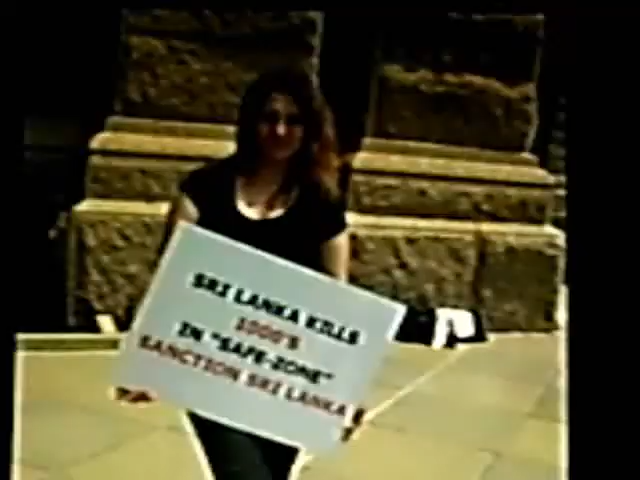 SRI LANKA KILLS
1000'S
IN "SAFE-ZONE"
SANCTION SRI LANKA!